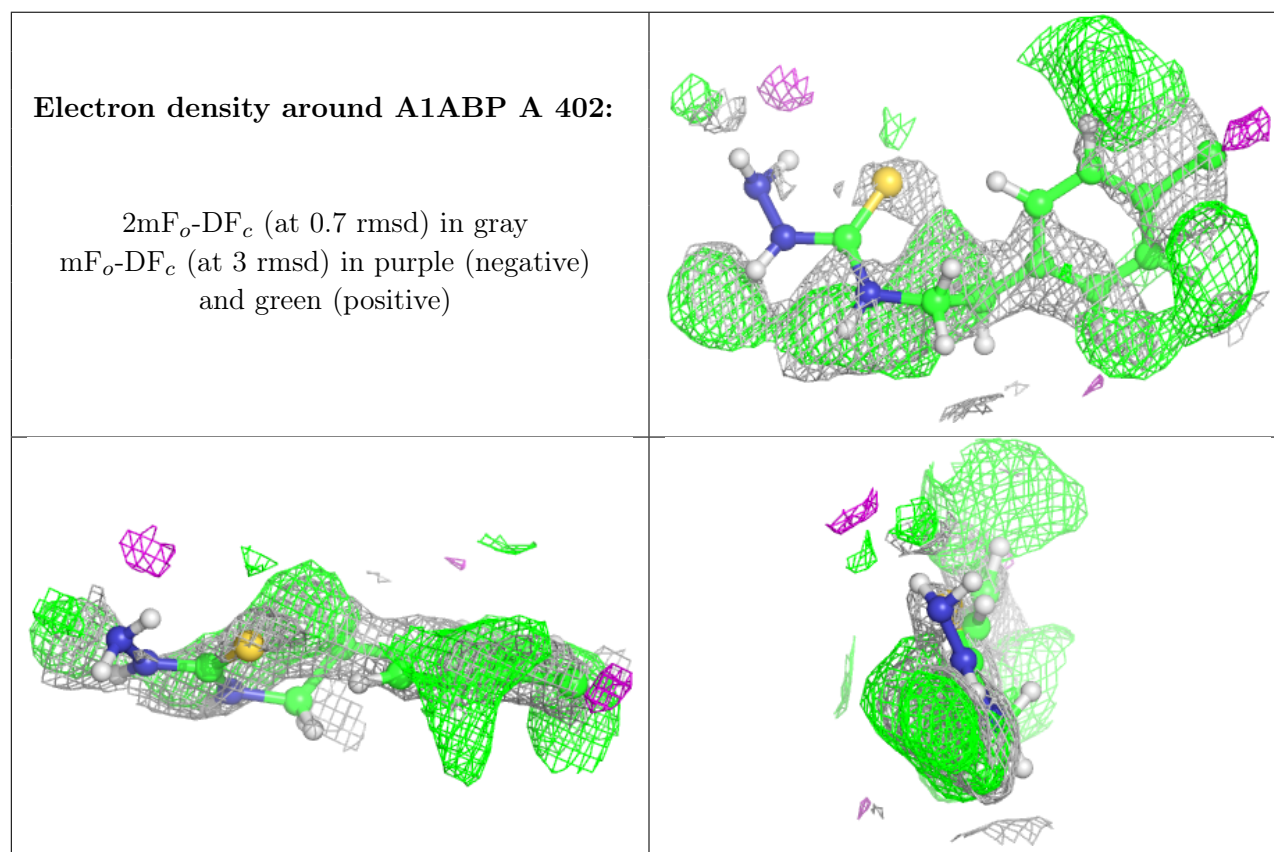 Electron density around A1ABP A 402:
2mFₒ-DF𝑐 (at 0.7 rmsd) in gray
mFₒ-DF𝑐 (at 3 rmsd) in purple (negative)
and green (positive)